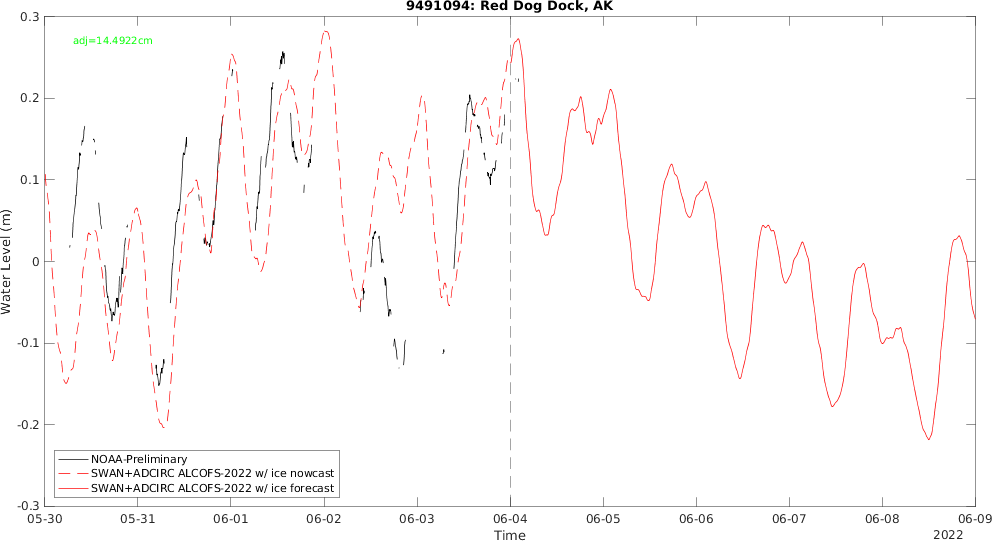 9491094: Red Dog Dock, AK
adj=14.4922cm
0.3
0.2
0.1
0
-0.1
-0.2
-0.3
Water Level (m)
NOAA-Preliminary
SWAN+ADCIRC ALCOFS-2022 w/ ice nowcast
SWAN+ADCIRC ALCOFS-2022 w/ ice forecast
05-30 05-31 06-01 06-02 06-03 06-04 06-05 06-06 06-07 06-08 06-09
Time
2022